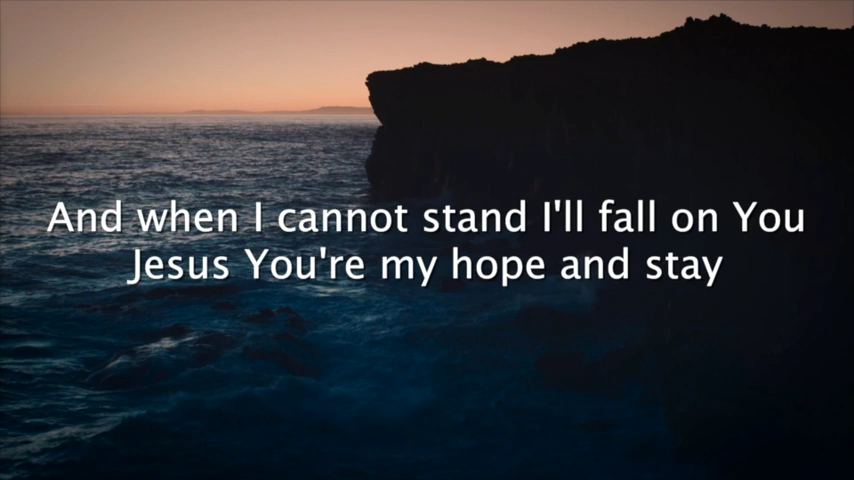 And when I cannot stand I'll fall on You
Jesus You're my hope and stay